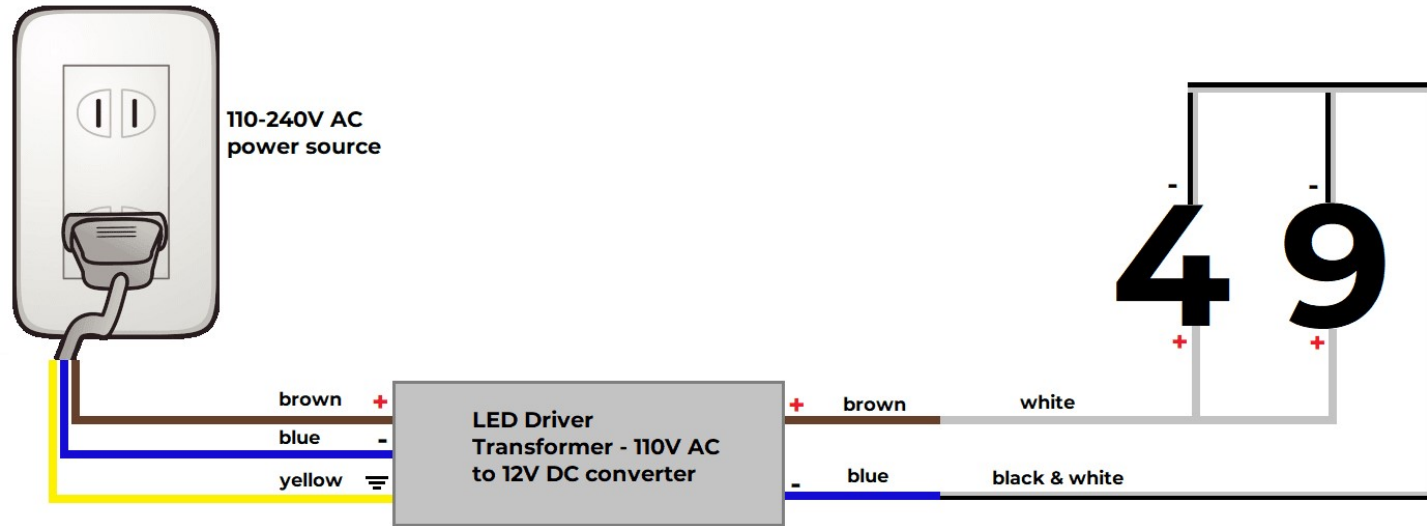 110-240V AC
power source
- -
4 9
+ +
brown +
blue -
yellow
LED Driver
Transformer - 110V AC
to 12V DC converter
+ brown white
- blue black & white